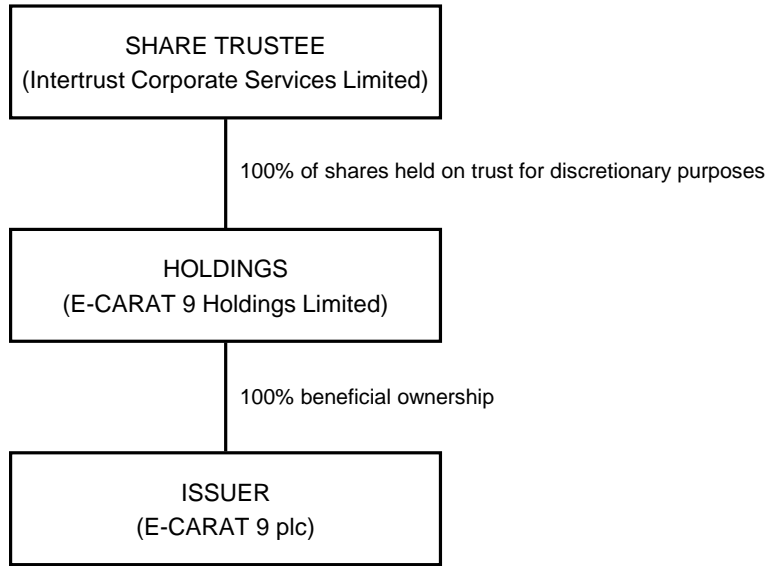 SHARE TRUSTEE
(Intertrust Corporate Services Limited)
100% of shares held on trust for discretionary purposes
HOLDINGS
(E-CARAT 9 Holdings Limited)
100% beneficial ownership
ISSUER
(E-CARAT 9 plc)